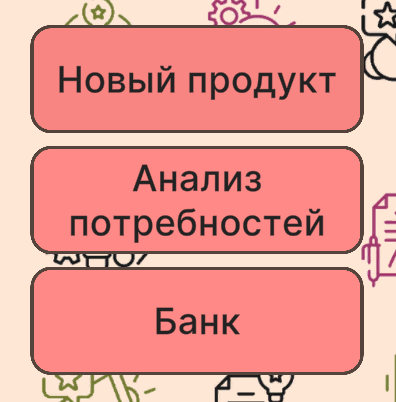 Новый продукт
Анализ
потребностей
Банк